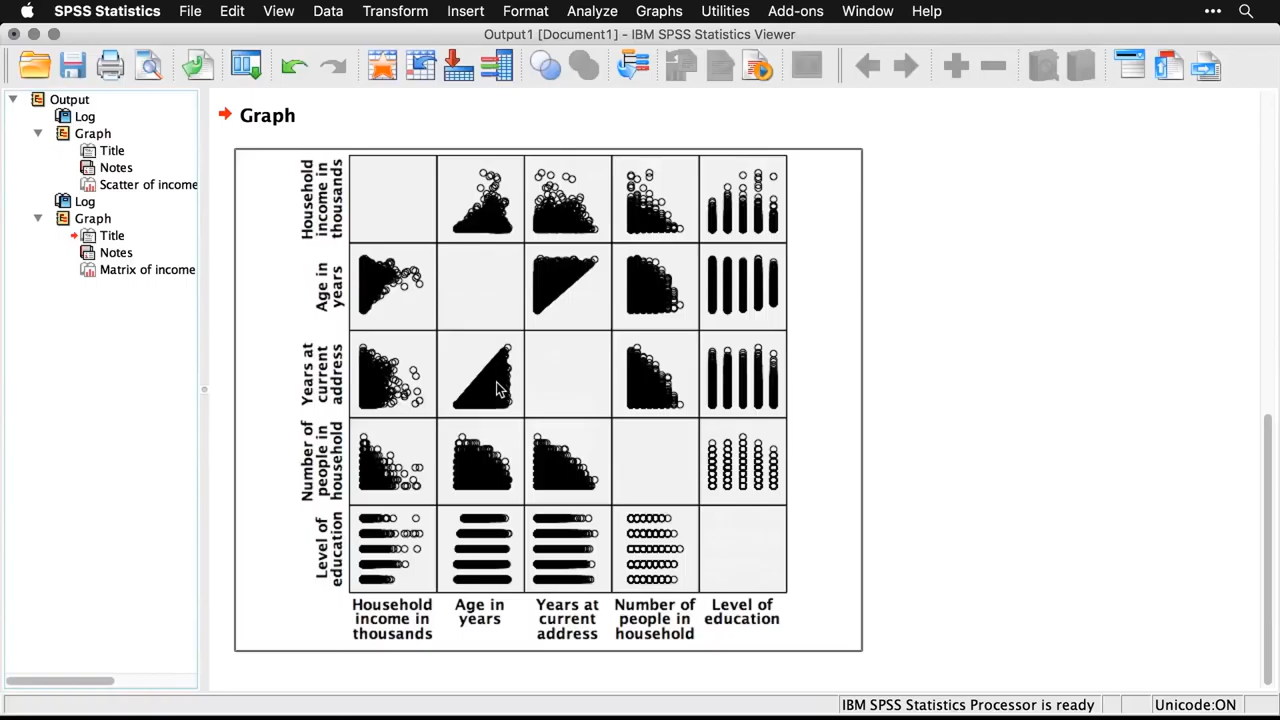 SPSS Statistics File Edit View Data Transform Insert Format Analyze Graphs Utilities Add-ons Window Help
Output1 [Document1] - IBM SPSS Statistics Viewer
Output
Log
Graph
Title
Notes
Scatter of income
Log
Graph
Title
Notes
Matrix of income
Graph
Household
income in
thousands
Age in
years
Years at
current
address
Number of
people in
household
Level of
education
Household
income in
thousands
Age in
years
Years at
current
address
Number of
people in
household
Level of
education
IBM SPSS Statistics Processor is ready
Unicode:ON